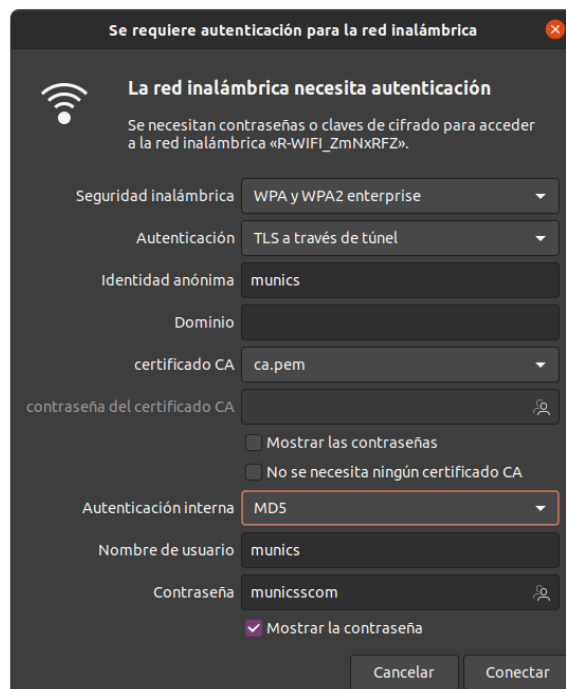 Se requiere autenticación para la red inalámbrica
La red inalámbrica necesita autenticación
Se necesitan contraseñas o claves de cifrado para acceder
a la red inalámbrica «R-WIFI_ZmNxRFZ».
Seguridad inalámbrica WPA y WPA2 enterprise
Autenticación TLS a través de túnel
Identidad anónima munics
Dominio
certificado CA ca.pem
contraseña del certificado CA
Mostrar las contraseñas
No se necesita ningún certificado CA
Autenticación interna MD5
Nombre de usuario munics
Contraseña municsscom
Mostrar la contraseña
Cancelar Conectar